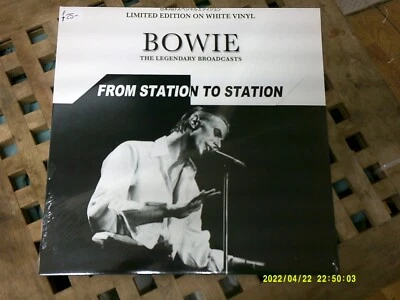 LIMITED EDITION ON WHITE VINYL
£25-
BOWIE
THE LEGENDARY BROADCASTS
FROM STATION TO STATION
2022/04/22 22:50:03